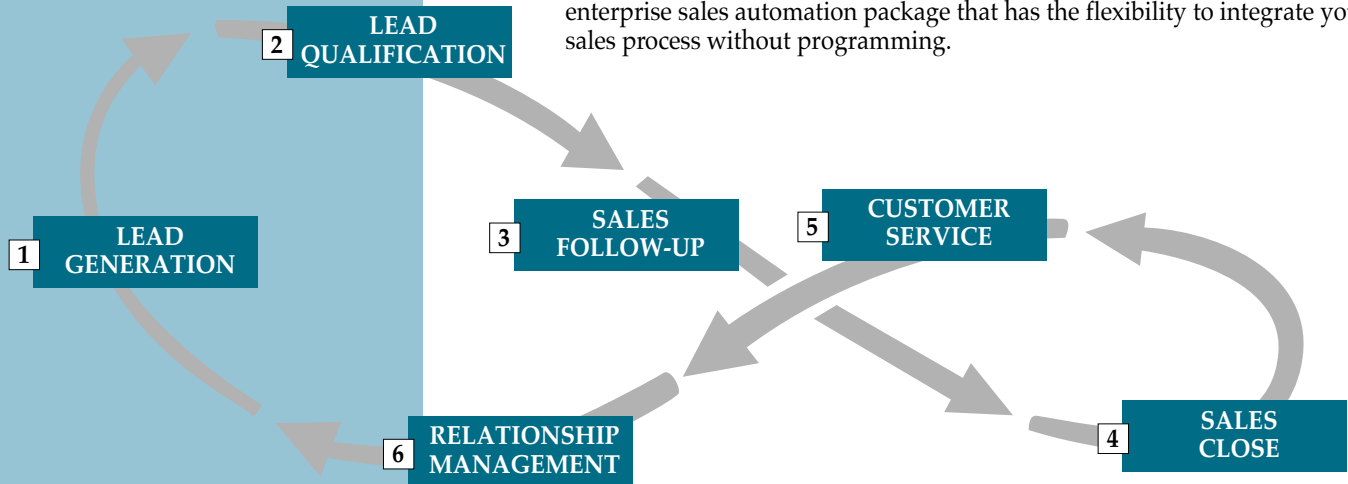 enterprise sales automation package that has the flexibility to integrate
sales process without programming.
2
LEAD
QUALIFICATION
1
LEAD
GENERATION
3
SALES
FOLLOW-UP
5
CUSTOMER
SERVICE
4
SALES
CLOSE
6
RELATIONSHIP
MANAGEMENT